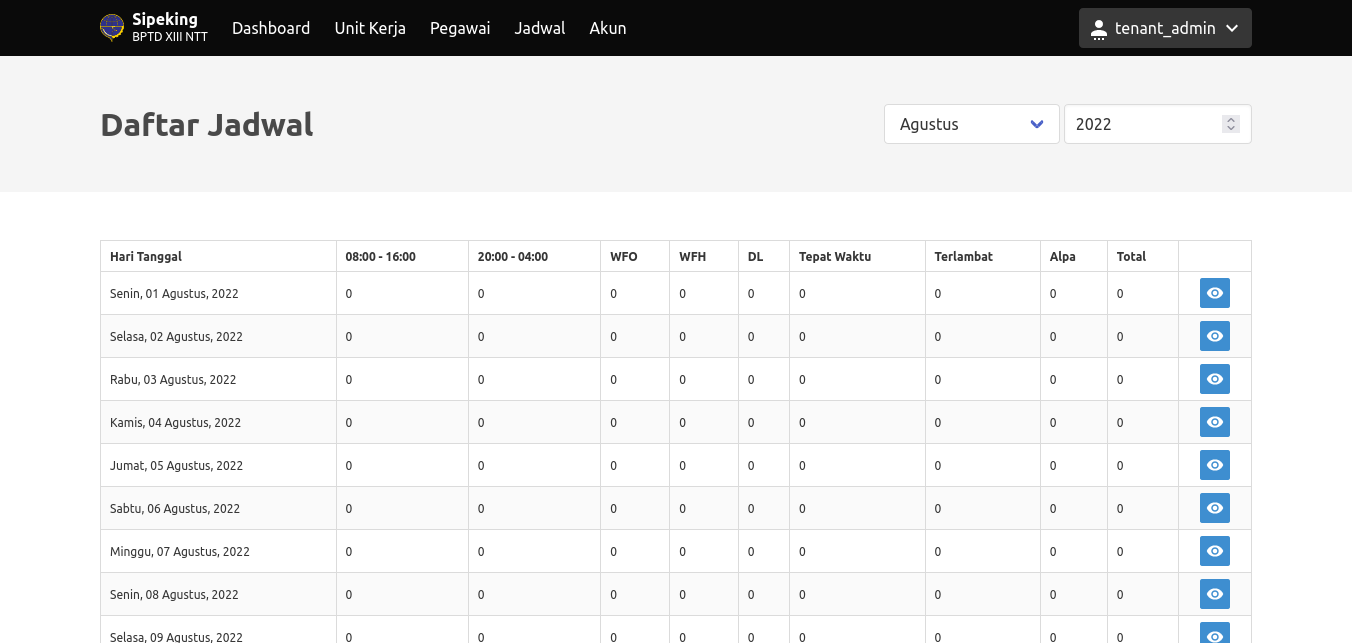 Sipeking
BPTD XIII NTT
Dashboard Unit Kerja Pegawai Jadwal Akun tenant_admin
Daftar Jadwal Agustus 2022
Hari Tanggal 08:00 - 16:00 20:00 - 04:00 WFO WFH DL Tepat Waktu Terlambat Alpa Total
Senin, 01 Agustus, 2022 0 0 0 0 0 0 0 0 0
Selasa, 02 Agustus, 2022 0 0 0 0 0 0 0 0 0
Rabu, 03 Agustus, 2022 0 0 0 0 0 0 0 0 0
Kamis, 04 Agustus, 2022 0 0 0 0 0 0 0 0 0
Jumat, 05 Agustus, 2022 0 0 0 0 0 0 0 0 0
Sabtu, 06 Agustus, 2022 0 0 0 0 0 0 0 0 0
Minggu, 07 Agustus, 2022 0 0 0 0 0 0 0 0 0
Senin, 08 Agustus, 2022 0 0 0 0 0 0 0 0 0
Selasa, 09 Agustus, 2022 0 0 0 0 0 0 0 0 0